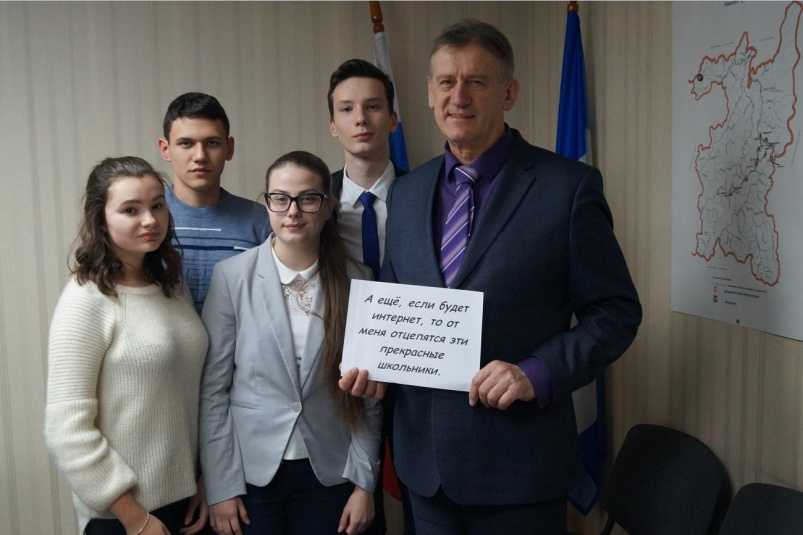 А ещё, если будет
интернет, то от
меня отцепятся эти
прекрасные
школьники.